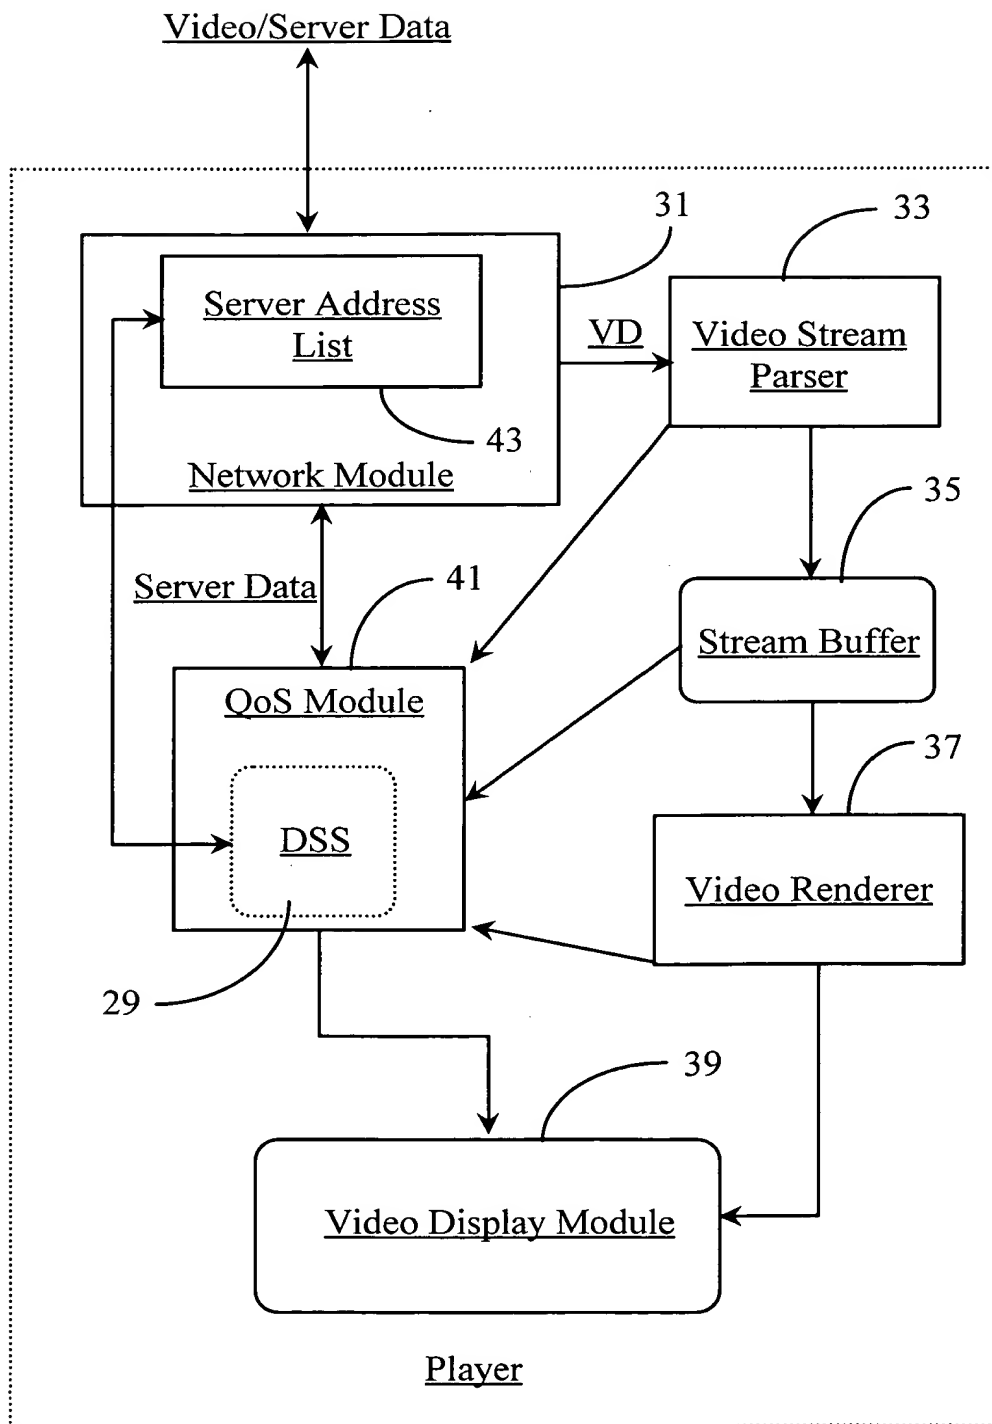 Video/Server Data
31
33
Server Address
List
VD
Video Stream
Parser
43
Network Module
35
Server Data
41
Stream Buffer
QoS Module
37
DSS
Video Renderer
29
39
Video Display Module
Player